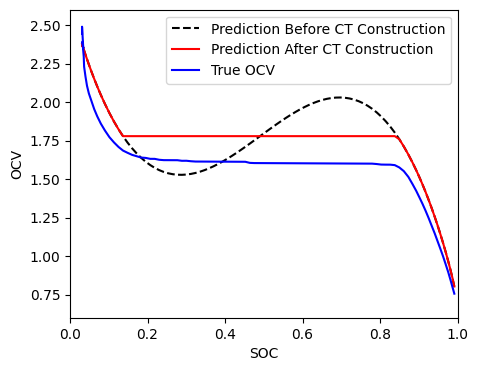 Prediction Before CT Construction
Prediction After CT Construction
True OCV
2.50
2.25
2.00
1.75
1.50
1.25
1.00
0.75
OCV
0.0
0.2
0.4
0.6
0.8
1.0
SOC